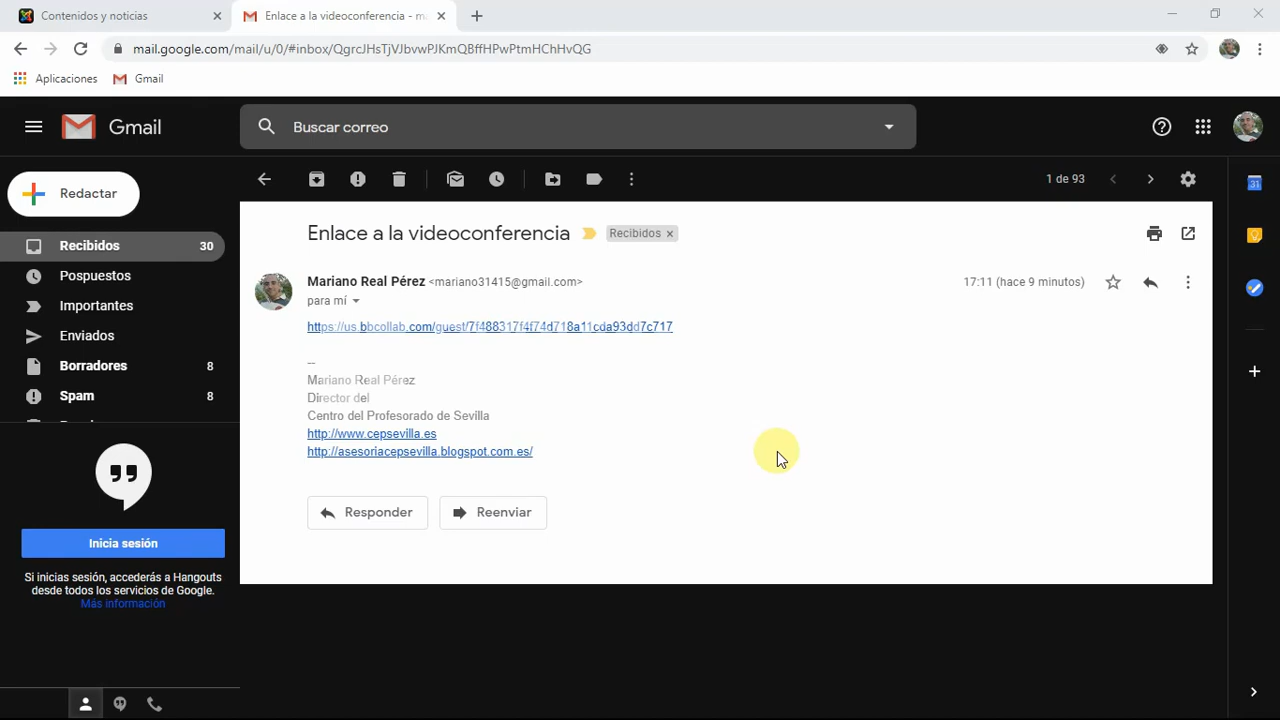 Contenidos y noticias
Enlace a la videoconferencia - m
mail.google.com/mail/u/0/#inbox/QgrcJHsTjVJbvwPJKmQBffHPwPtmHChHvQG
Aplicaciones
Gmail
Gmail
Buscar correo
Redactar
1 de 93
Recibidos 30
Pospuestos
Importantes
Enviados
Borradores 8
Spam 8
Enlace a la videoconferencia
Recibidos x
Mariano Real Pérez <mariano31415@gmail.com>
17:11 (hace 9 minutos)
para mí
https://us.bbcollab.com/guest/7f488317f4f74d718a11cda93dd7c717
--
Mariano Real Pérez
Director del
Centro del Profesorado de Sevilla
http://www.cepsevilla.es
http://asesoriacepsevilla.blogspot.com.es/
Responder
Reenviar
Inicia sesión
Si inicias sesión, accederás a Hangouts
desde todos los servicios de Google.
Más información
31